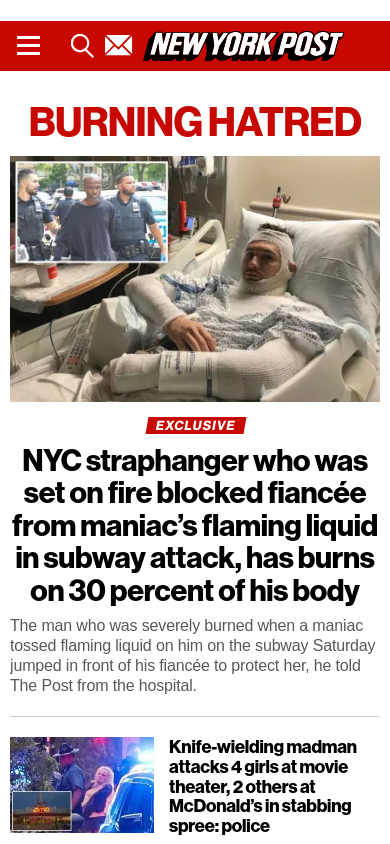 NEW YORK POST
BURNING HATRED
EXCLUSIVE
NYC straphanger who was
set on fire blocked fiancée
from maniac’s flaming liquid
in subway attack, has burns
on 30 percent of his body
The man who was severely burned when a maniac
tossed flaming liquid on him on the subway Saturday
jumped in front of his fiancée to protect her, he told
The Post from the hospital.
Knife-wielding madman
attacks 4 girls at movie
theater, 2 others at
McDonald’s in stabbing
spree: police
amc